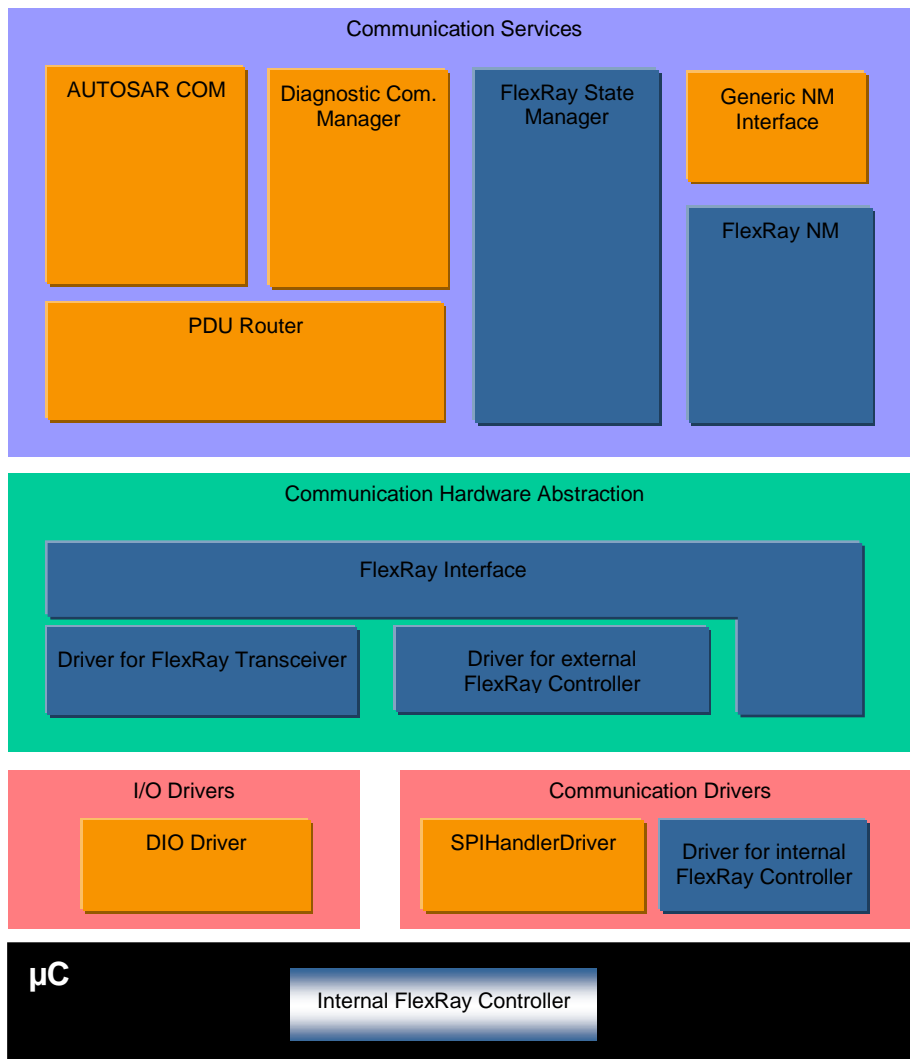 Communication Services
AUTOSAR COM
Diagnostic Com.
Manager
FlexRay State
Manager
Generic NM
Interface
FlexRay NM
PDU Router
Communication Hardware Abstraction
FlexRay Interface
Driver for FlexRay Transceiver
Driver for external
FlexRay Controller
I/O Drivers
DIO Driver
Communication Drivers
SPIHandlerDriver
Driver for internal
FlexRay Controller
µC
Internal FlexRay Controller